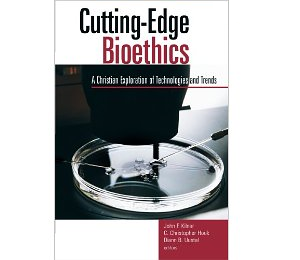 Cutting-Edge
Bioethics
A Christian Exploration of Technologies and Trends
John F. Kilner
C. Christopher Hook
Diann B. Uustal
editors